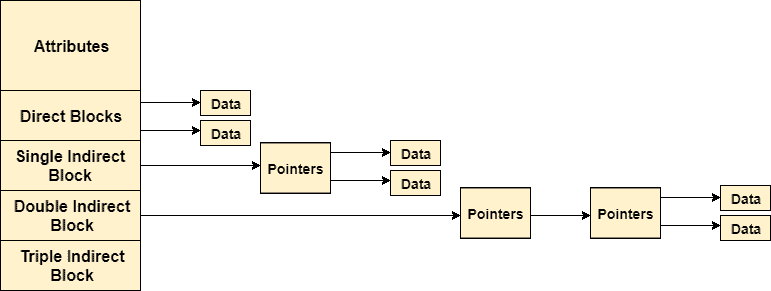 Attributes
Direct Blocks
Data
Data
Single Indirect
Block
Pointers
Data
Data
Double Indirect
Block
Pointers
Pointers
Data
Data
Triple Indirect
Block